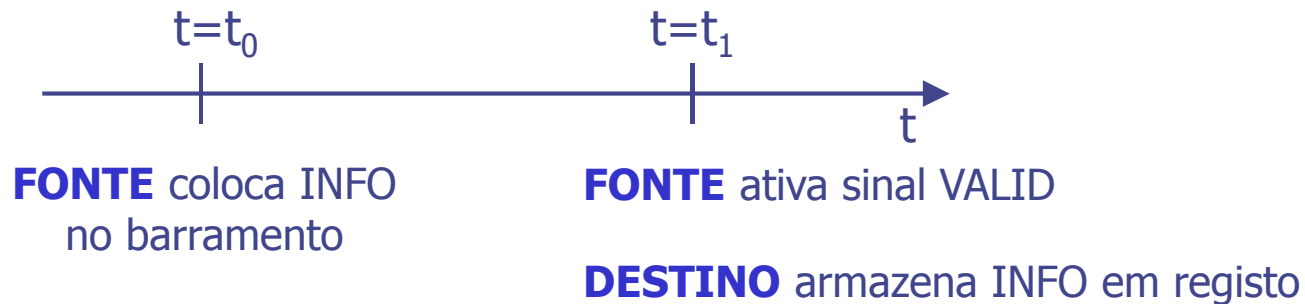 t=t₀
t=t₁
t
FONTE coloca INFO
no barramento
FONTE ativa sinal VALID
DESTINO armazena INFO em registo